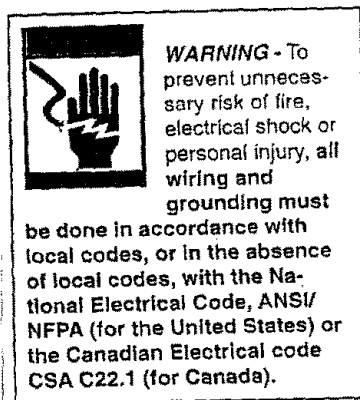 WARNING - To
prevent unneces-
sary risk of fire,
electrical shock or
personal injury, all
wiring and
grounding must
be done in accordance with
local codes, or in the absence
of local codes, with the Na-
tional Electrical Code, ANSI/
NFPA (for the United States) or
the Canadian Electrical code
CSA C22.1 (for Canada).